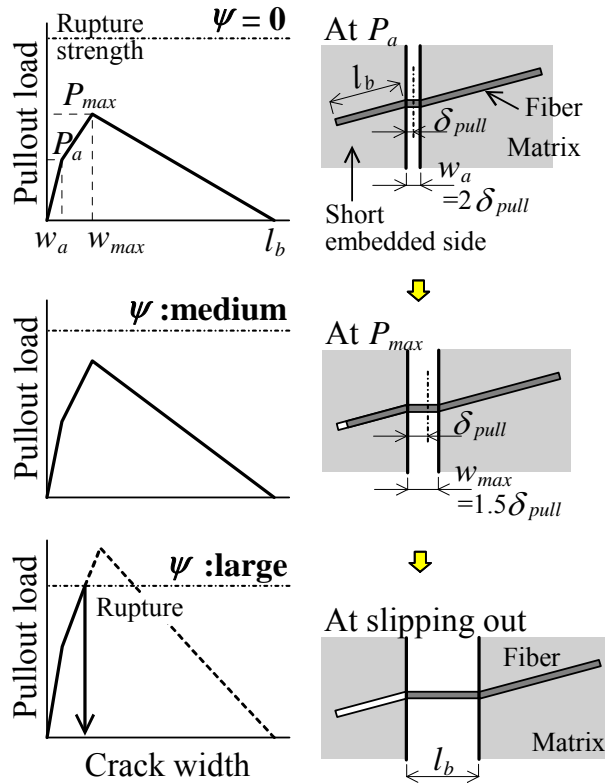 ψ = 0
Rupture
strength
Pullout load
P_max
P_a
w_a
w_max
l_b
ψ :medium
Pullout load
ψ :large
Pullout load
Rupture
Crack width
At P_a
l_b
Fiber
δ_pull
Matrix
w_a
=2 δ_pull
Short
embedded side
At P_max
δ_pull
w_max
=1.5δ_pull
At slipping out
Fiber
Matrix
l_b